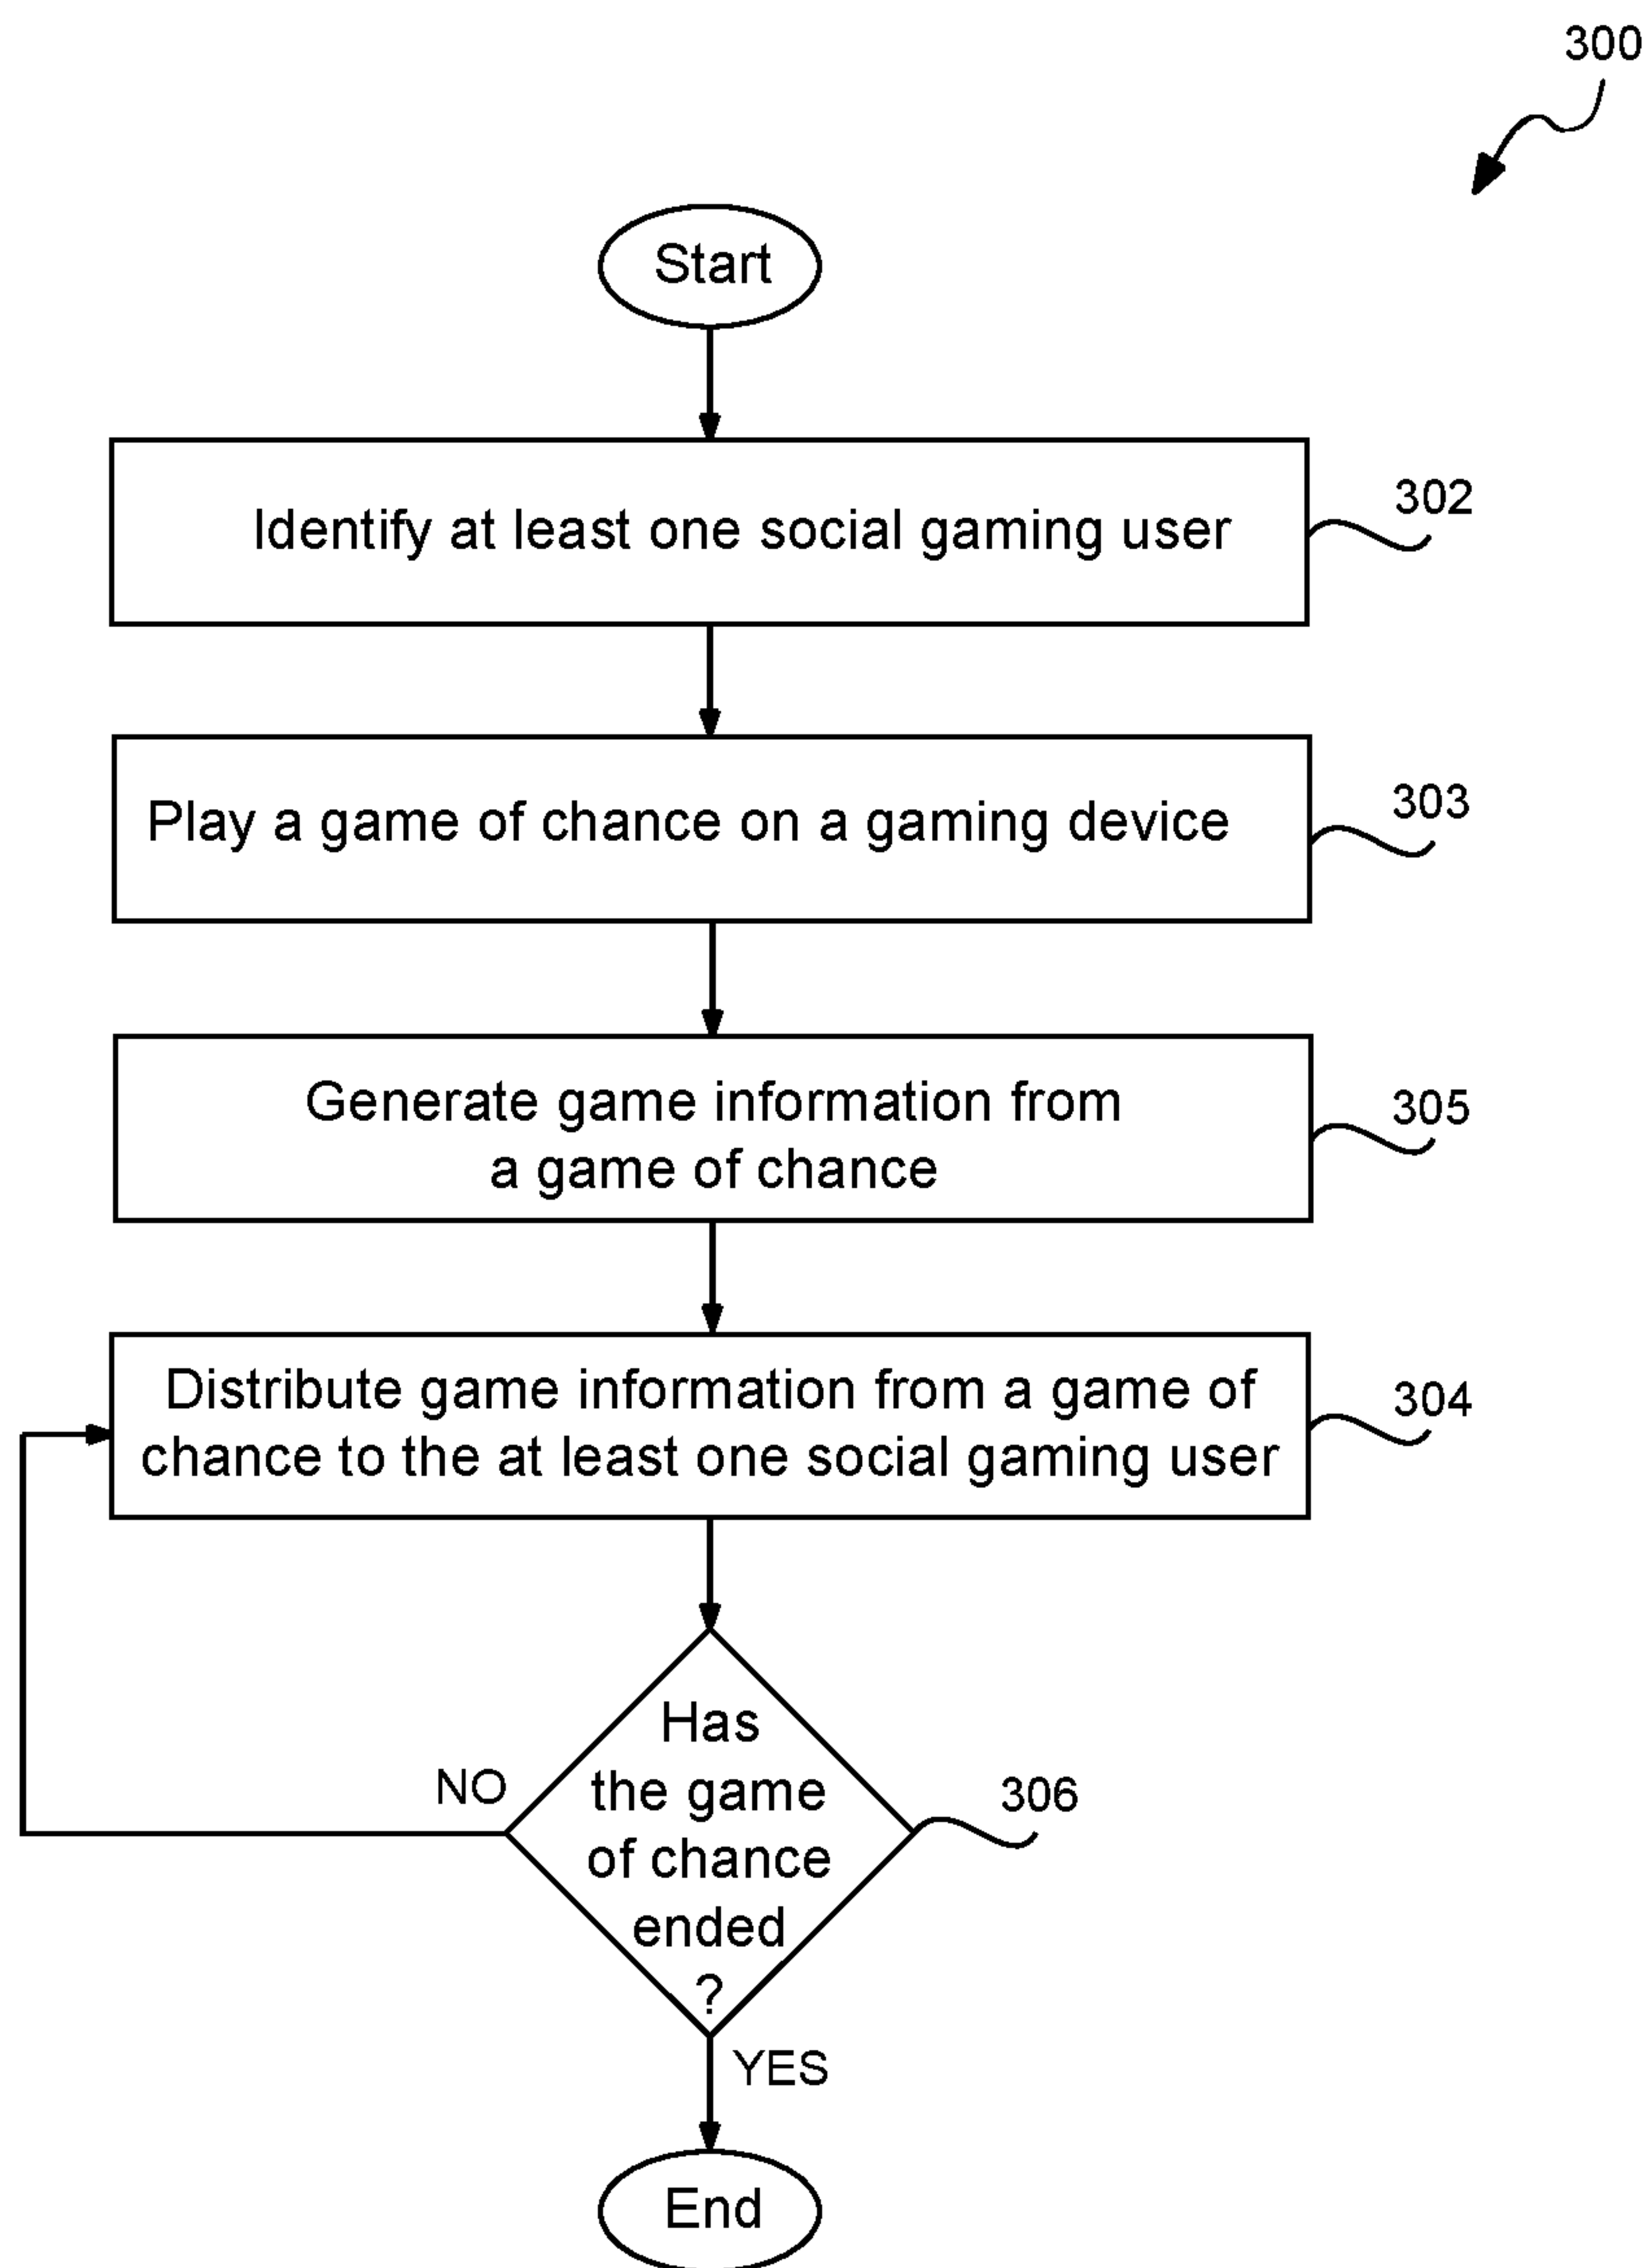 300
Start
Identify at least one social gaming user
302
Play a game of chance on a gaming device
303
Generate game information from
a game of chance
305
Distribute game information from a game of
chance to the at least one social gaming user
304
Has
the game
of chance
ended
?
NO
306
YES
End